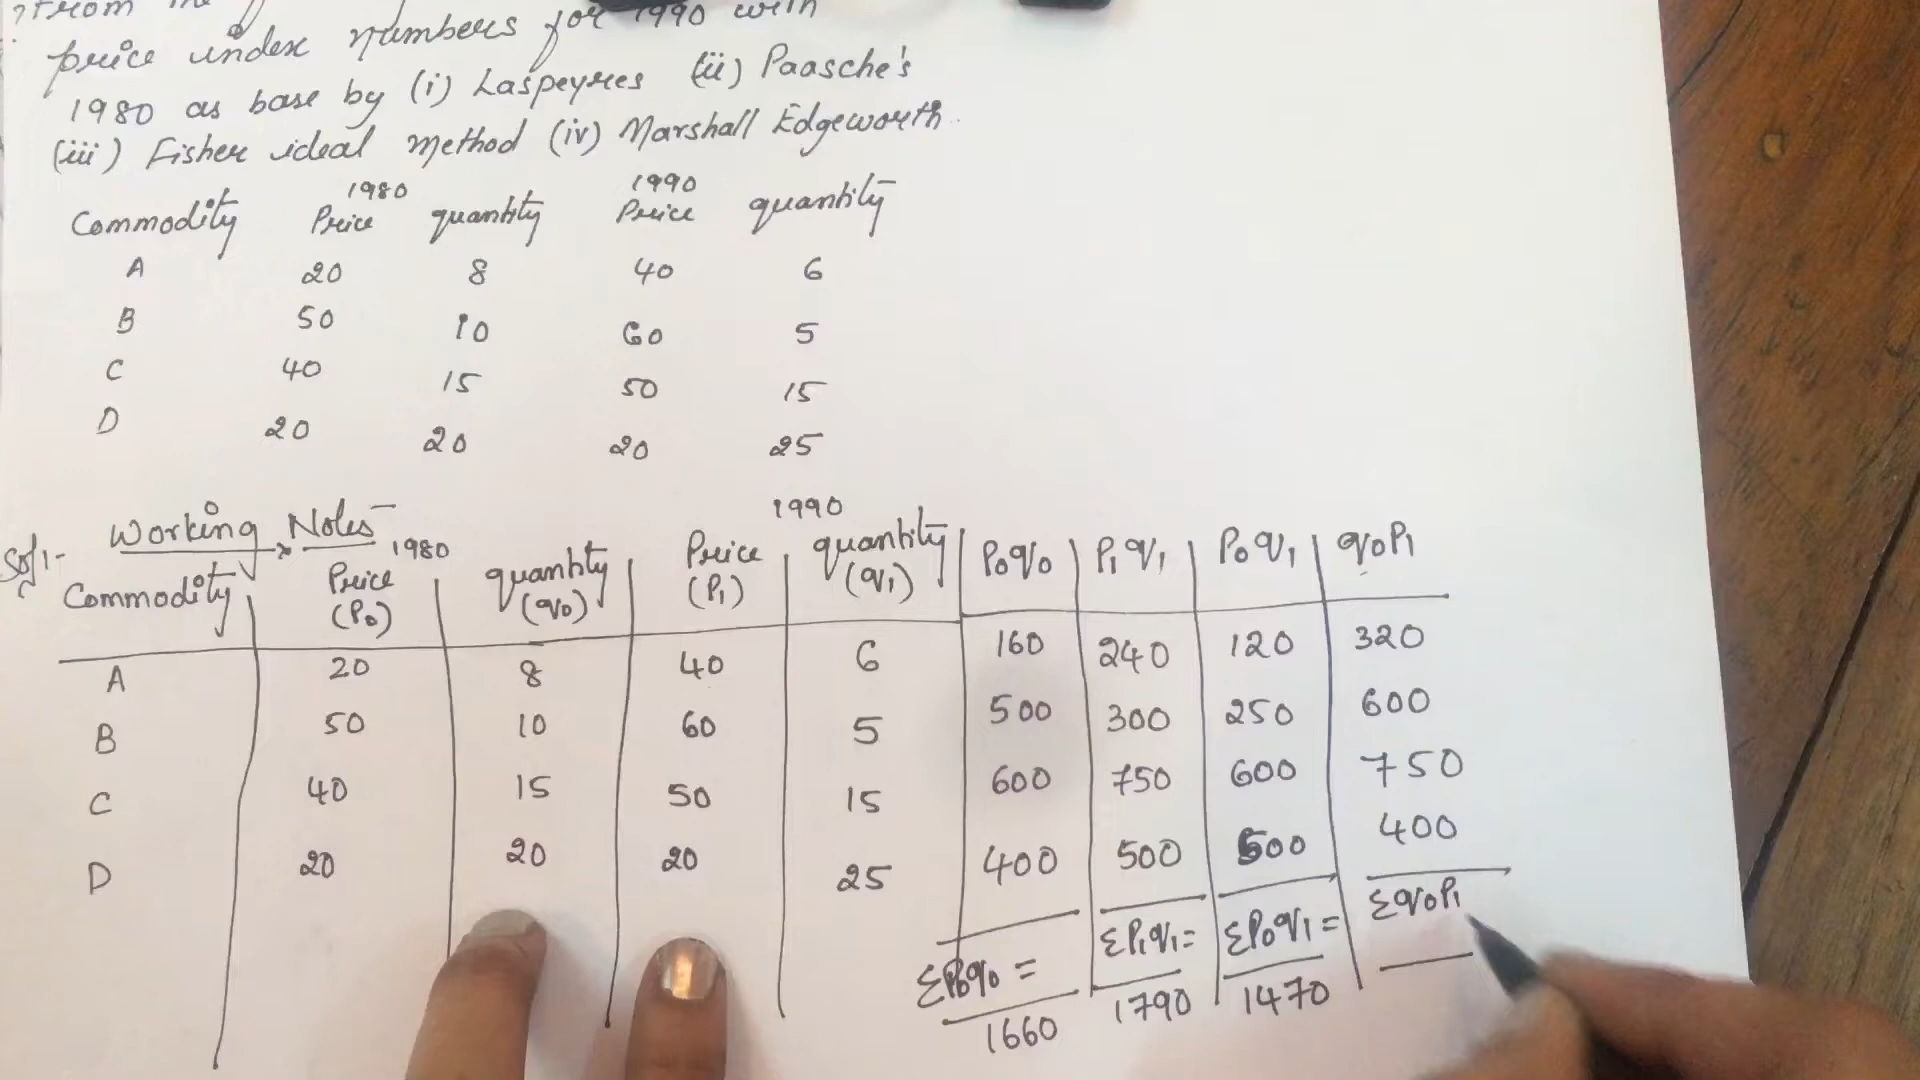 From
price index numbers for 1990 with
1980 as base by (i) Laspeyres (ii) Paasche's
(iii) Fisher ideal method (iv) Marshall Edgeworth.
1980 1990
Commodity Price quantity Price quantity
A 20 8 40 6
B 50 10 60 5
C 40 15 50 15
D 20 20 20 25
Sol:- Working Notes
1980 1990
Commodity Price (P₀) quantity (q₀) Price (P₁) quantity (q₁) P₀q₀ P₁q₁ P₀q₁ q₀P₁
A 20 8 40 6 160 240 120 320
B 50 10 60 5 500 300 250 600
C 40 15 50 15 600 750 600 750
D 20 20 20 25 400 500 500 400
ΣP₀q₀ = ΣP₁q₁ = ΣP₀q₁ = Σq₀P₁
1660 1790 1470